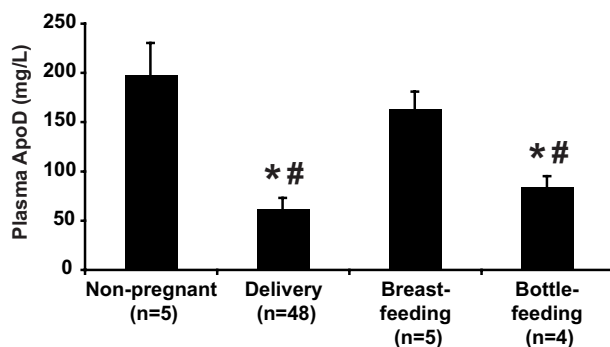 Plasma ApoD (mg/L)
250
200
150
100
50
0
*#
*#
Non-pregnant
(n=5)
Delivery
(n=48)
Breast-
feeding
(n=5)
Bottle-
feeding
(n=4)